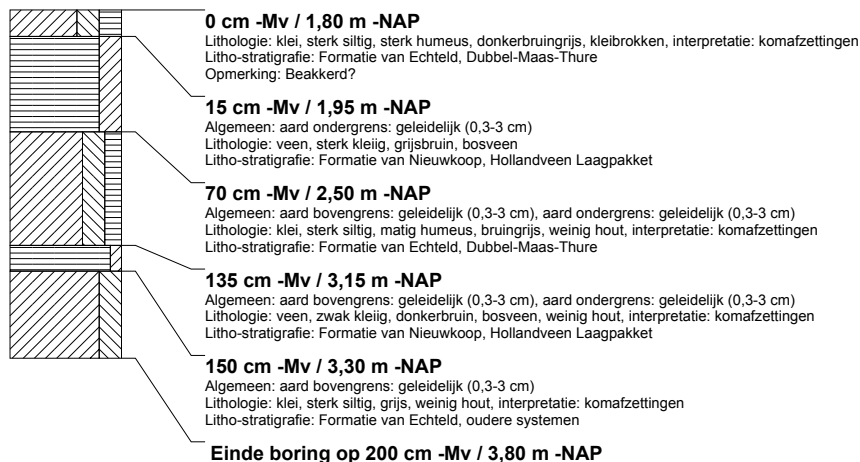 0 cm -Mv / 1,80 m -NAP
Lithologie: klei, sterk siltig, sterk humeus, donkerbruingrijs, kleibrokken, interpretatie: komafzettingen
Litho-stratigrafie: Formatie van Echteld, Dubbel-Maas-Thure
Opmerking: Beakkerd?
15 cm -Mv / 1,95 m -NAP
Algemeen: aard ondergrens: geleidelijk (0,3-3 cm)
Lithologie: veen, sterk kleiig, grijsbruin, bosveen
Litho-stratigrafie: Formatie van Nieuwkoop, Hollandveen Laagpakket
70 cm -Mv / 2,50 m -NAP
Algemeen: aard bovengrens: geleidelijk (0,3-3 cm), aard ondergrens: geleidelijk (0,3-3 cm)
Lithologie: klei, sterk siltig, matig humeus, bruingrijs, weinig hout, interpretatie: komafzettingen
Litho-stratigrafie: Formatie van Echteld, Dubbel-Maas-Thure
135 cm -Mv / 3,15 m -NAP
Algemeen: aard bovengrens: geleidelijk (0,3-3 cm), aard ondergrens: geleidelijk (0,3-3 cm)
Lithologie: veen, zwak kleiig, donkerbruin, bosveen, weinig hout, interpretatie: komafzettingen
Litho-stratigrafie: Formatie van Nieuwkoop, Hollandveen Laagpakket
150 cm -Mv / 3,30 m -NAP
Algemeen: aard bovengrens: geleidelijk (0,3-3 cm)
Lithologie: klei, sterk siltig, grijs, weinig hout, interpretatie: komafzettingen
Litho-stratigrafie: Formatie van Echteld, oudere systemen
Einde boring op 200 cm -Mv / 3,80 m -NAP